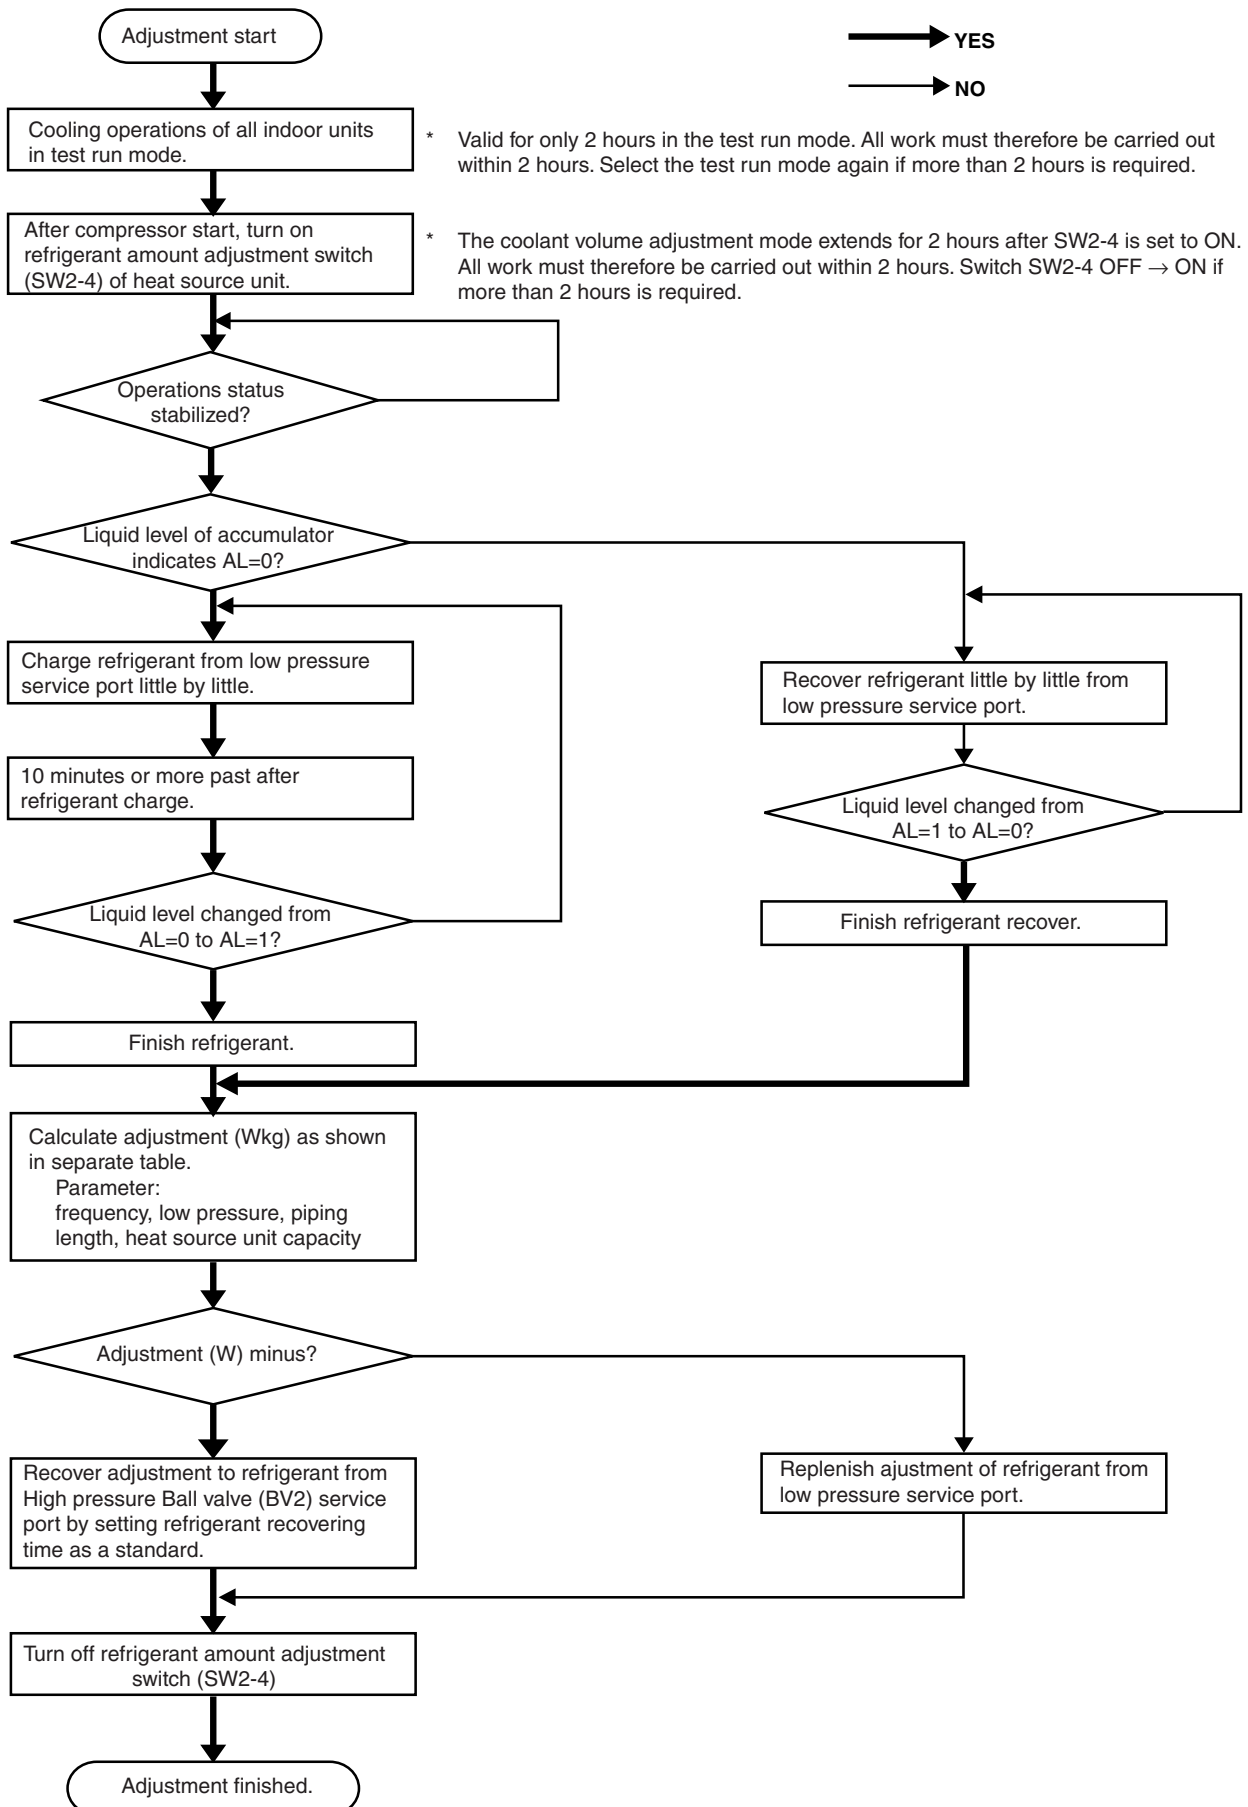 Adjustment start
YES
NO
Cooling operations of all indoor units
in test run mode.
* Valid for only 2 hours in the test run mode. All work must therefore be carried out
within 2 hours. Select the test run mode again if more than 2 hours is required.
After compressor start, turn on
refrigerant amount adjustment switch
(SW2-4) of heat source unit.
* The coolant volume adjustment mode extends for 2 hours after SW2-4 is set to ON.
All work must therefore be carried out within 2 hours. Switch SW2-4 OFF → ON if
more than 2 hours is required.
Operations status
stabilized?
Liquid level of accumulator
indicates AL=0?
Charge refrigerant from low pressure
service port little by little.
10 minutes or more past after
refrigerant charge.
Liquid level changed from
AL=0 to AL=1?
Finish refrigerant.
Recover refrigerant little by little from
low pressure service port.
Liquid level changed from
AL=1 to AL=0?
Finish refrigerant recover.
Calculate adjustment (Wkg) as shown
in separate table.
Parameter:
frequency, low pressure, piping
length, heat source unit capacity
Adjustment (W) minus?
Recover adjustment to refrigerant from
High pressure Ball valve (BV2) service
port by setting refrigerant recovering
time as a standard.
Replenish ajustment of refrigerant from
low pressure service port.
Turn off refrigerant amount adjustment
switch (SW2-4)
Adjustment finished.